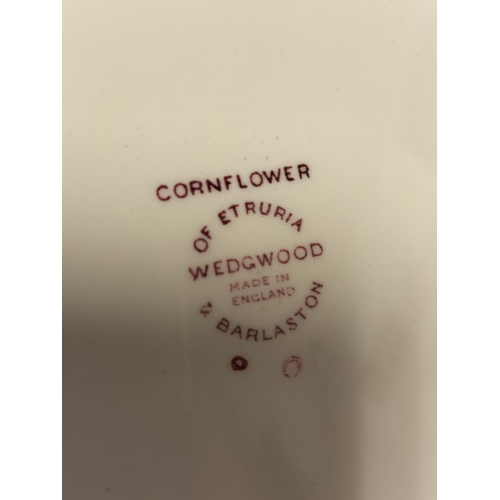 CORNFLOWER
OF ETRURIA
WEDGWOOD
MADE IN
ENGLAND
& BARLASTON